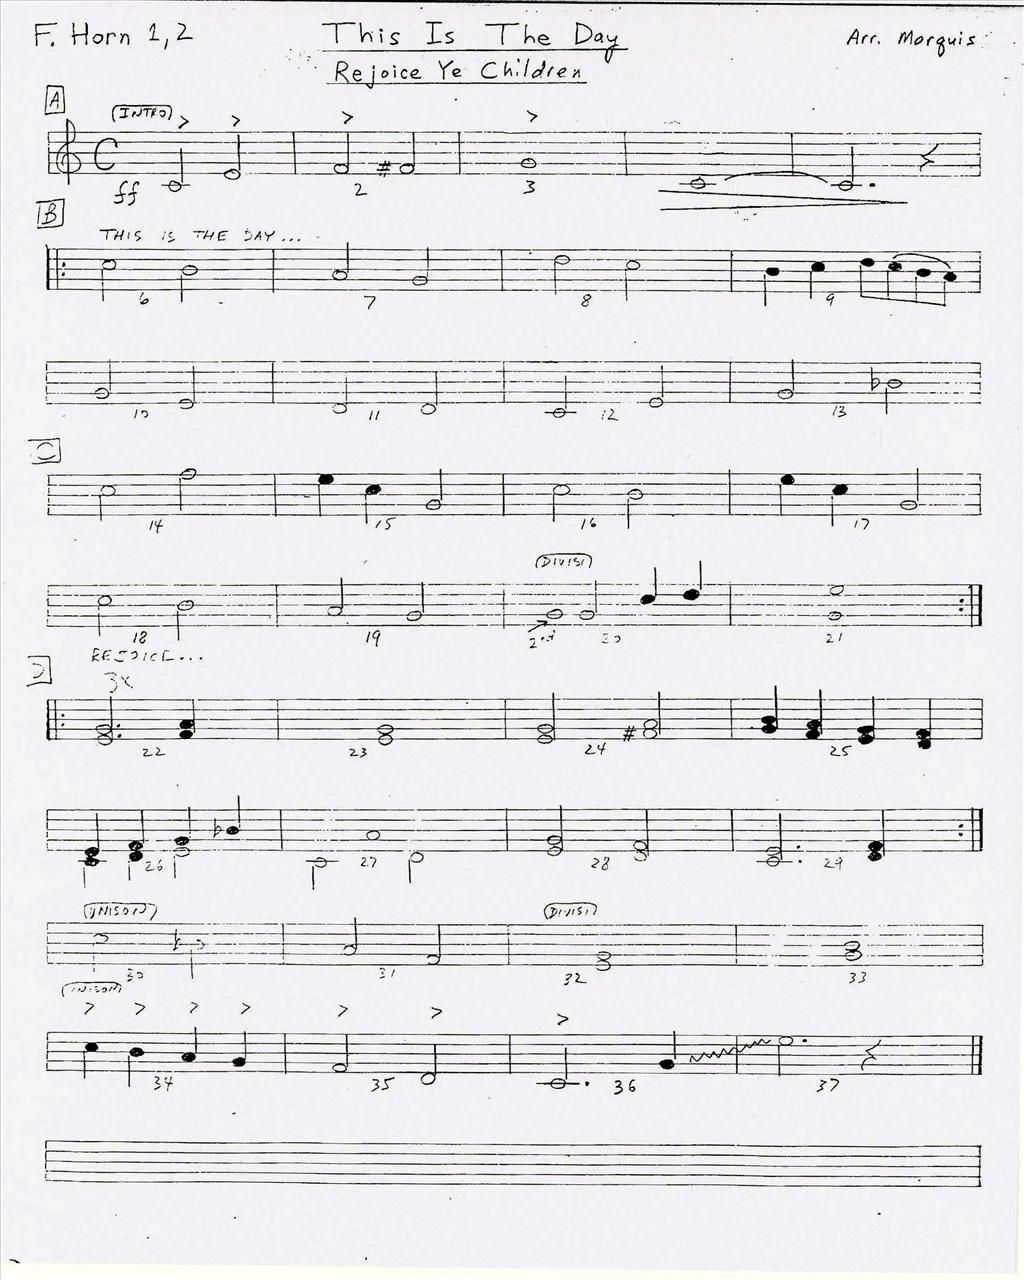 F. Horn 1,2 This Is The Day Arr. Marquis
Rejoice Ye Children
A
(INTRO)
ff 2 3
B
THIS IS THE DAY...
6 7 8 9
10 11 12 13
C
14 15 16 17
(DIVISI)
18 19 2nd 20 21
REJOICE...
D
3x
22 23 24 25
26 27 28 29
(UNISON) (DIVISI)
30 31 32 33
(UNISON)
34 35 36 37